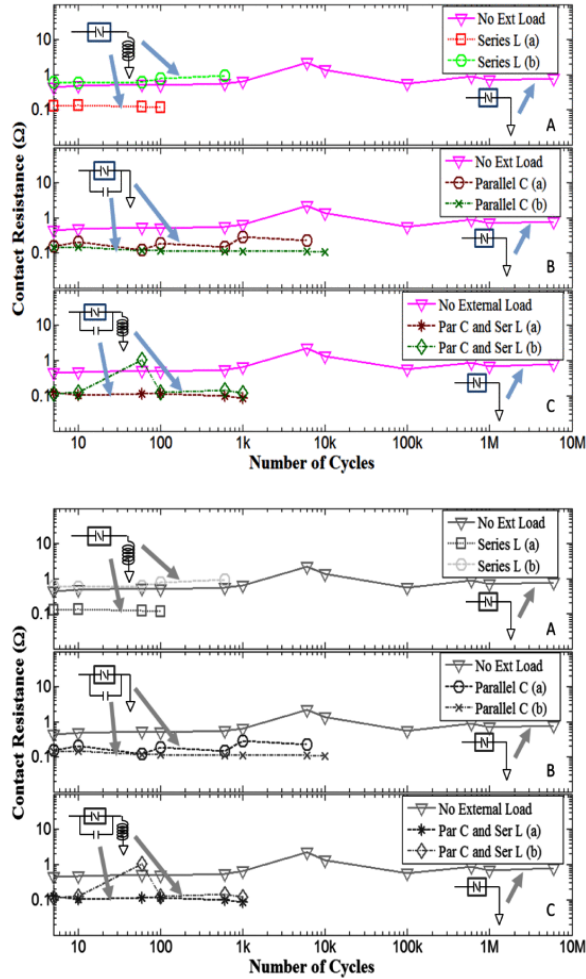 No Ext Load
Series L (a)
Series L (b)
10
1
0.1
A
No Ext Load
Parallel C (a)
Parallel C (b)
10
1
0.1
B
No External Load
Par C and Ser L (a)
Par C and Ser L (b)
10
1
0.1
C
Contact Resistance (Ω)
10 100 1k 10k 100k 1M 10M
Number of Cycles
No Ext Load
Series L (a)
Series L (b)
10
1
0.1
A
No Ext Load
Parallel C (a)
Parallel C (b)
10
1
0.1
B
No External Load
Par C and Ser L (a)
Par C and Ser L (b)
10
1
0.1
C
Contact Resistance (Ω)
10 100 1k 10k 100k 1M 10M
Number of Cycles